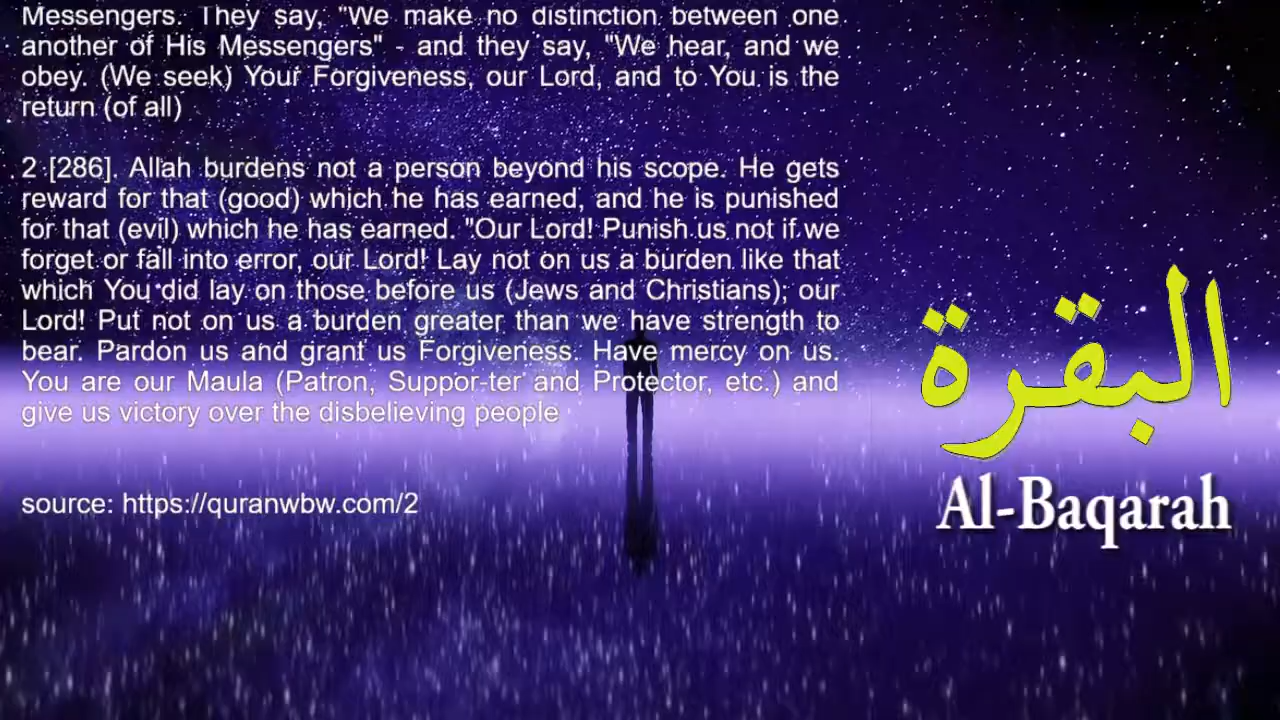 Messengers. They say, "We make no distinction between one
another of His Messengers" - and they say, "We hear, and we
obey. (We seek) Your Forgiveness, our Lord, and to You is the
return (of all)
2 [286]. Allah burdens not a person beyond his scope. He gets
reward for that (good) which he has earned, and he is punished
for that (evil) which he has earned. "Our Lord! Punish us not if we
forget or fall into error, our Lord! Lay not on us a burden like that
which You did lay on those before us (Jews and Christians); our
Lord! Put not on us a burden greater than we have strength to
bear. Pardon us and grant us Forgiveness. Have mercy on us.
You are our Maula (Patron, Suppor-ter and Protector, etc.) and
give us victory over the disbelieving people
source: https://quranwbw.com/2
البقرة
Al-Baqarah